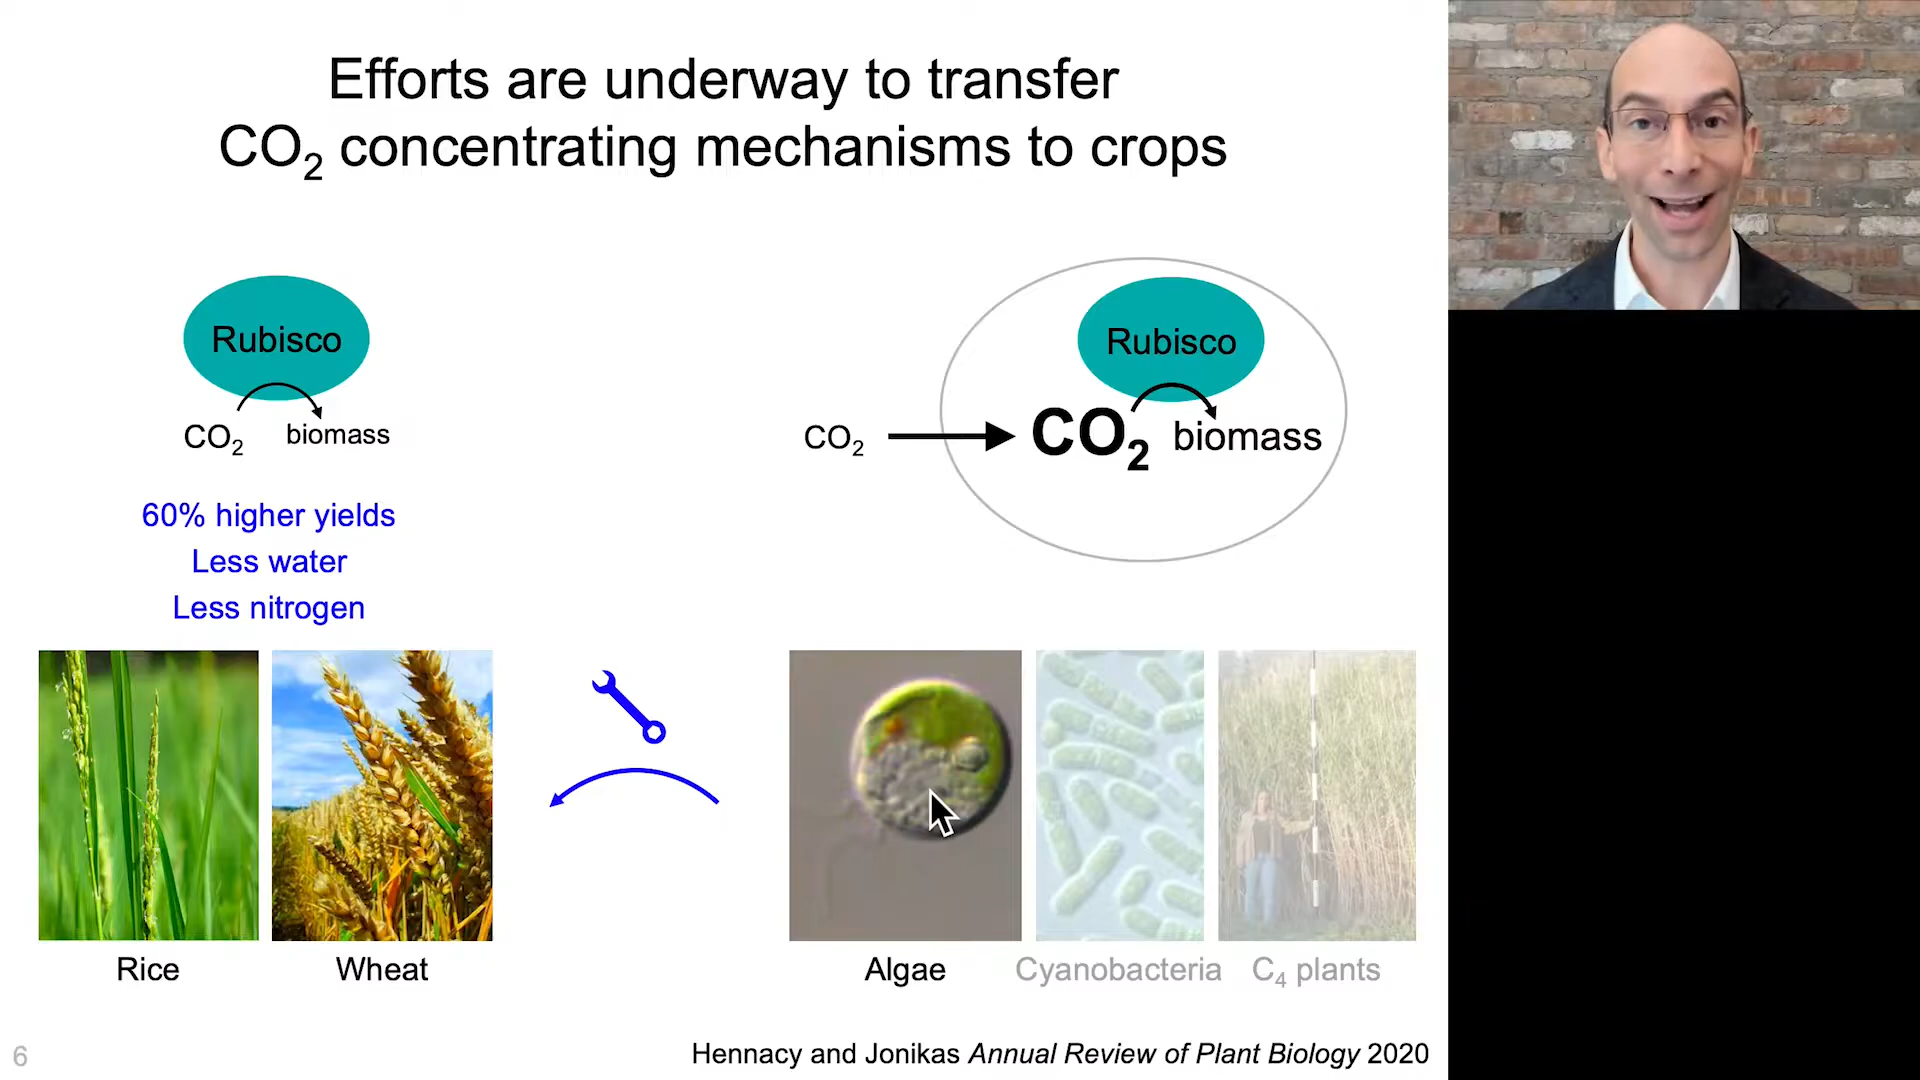 Efforts are underway to transfer
CO₂ concentrating mechanisms to crops
Rubisco
CO₂ biomass
60% higher yields
Less water
Less nitrogen
Rubisco
CO₂ CO₂ biomass
Rice
Wheat
Algae
Cyanobacteria
C₄ plants
6
Hennacy and Jonikas Annual Review of Plant Biology 2020